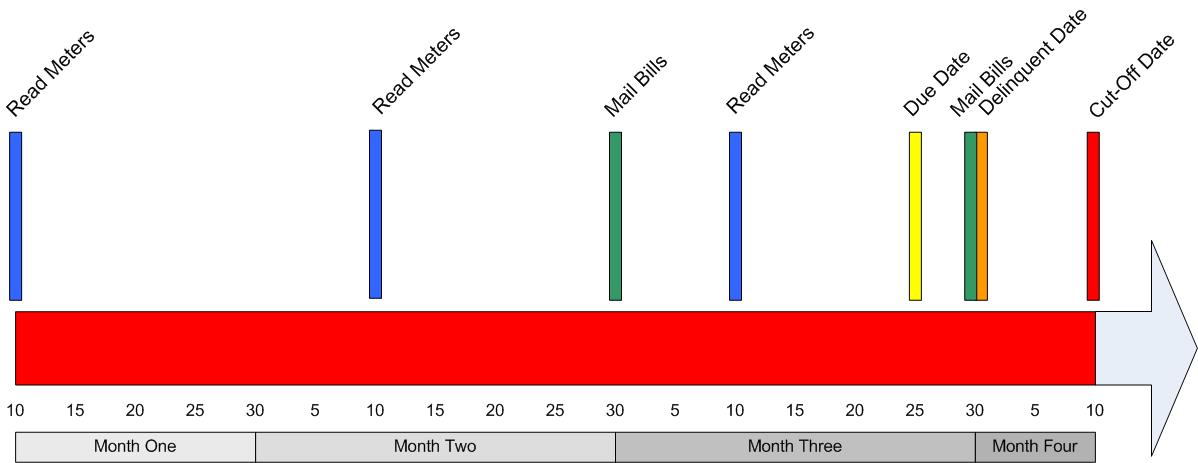 Read Meters
Read Meters
Mail Bills
Read Meters
Due Date
Mail Bills
Delinquent Date
Cut-Off Date
10 15 20 25 30 5 10 15 20 25 30 5 10 15 20 25 30 5 10
Month One Month Two Month Three Month Four